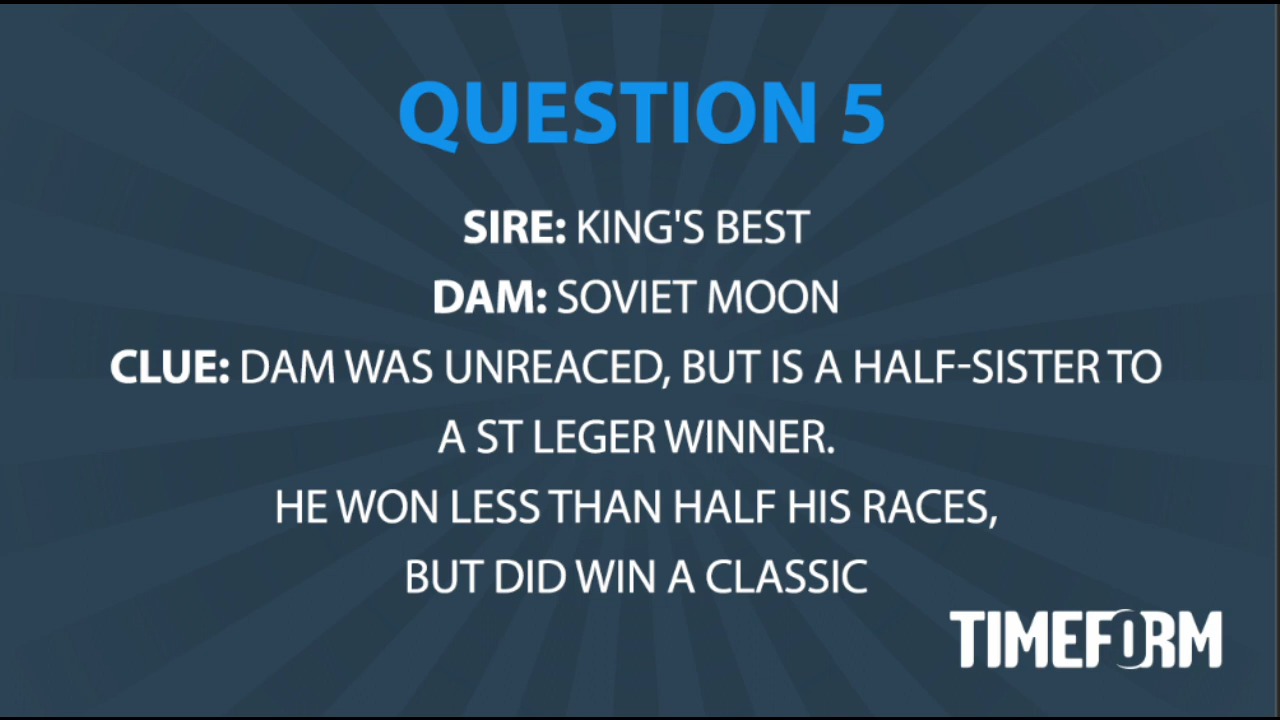 QUESTION 5
SIRE: KING'S BEST
DAM: SOVIET MOON
CLUE: DAM WAS UNREACED, BUT IS A HALF-SISTER TO
A ST LEGER WINNER.
HE WON LESS THAN HALF HIS RACES,
BUT DID WIN A CLASSIC
TIMEFORM